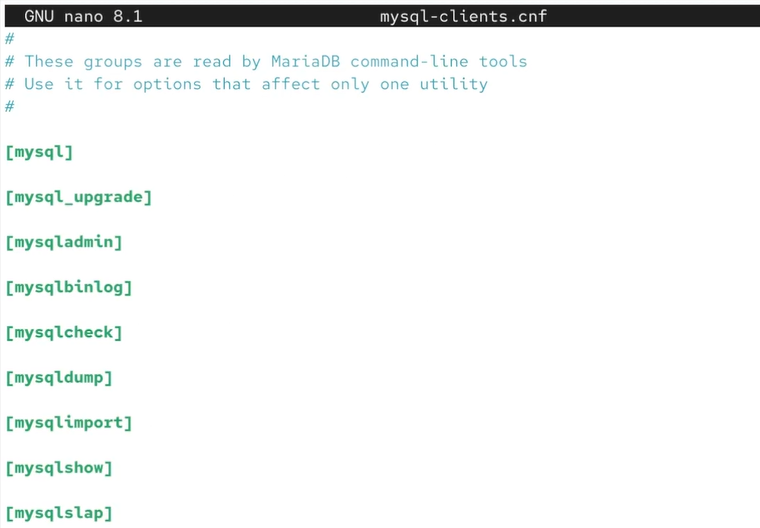 GNU nano 8.1 mysql-clients.cnf
#
# These groups are read by MariaDB command-line tools
# Use it for options that affect only one utility
#
[mysql]
[mysql_upgrade]
[mysqladmin]
[mysqlbinlog]
[mysqlcheck]
[mysqldump]
[mysqlimport]
[mysqlshow]
[mysqlslap]